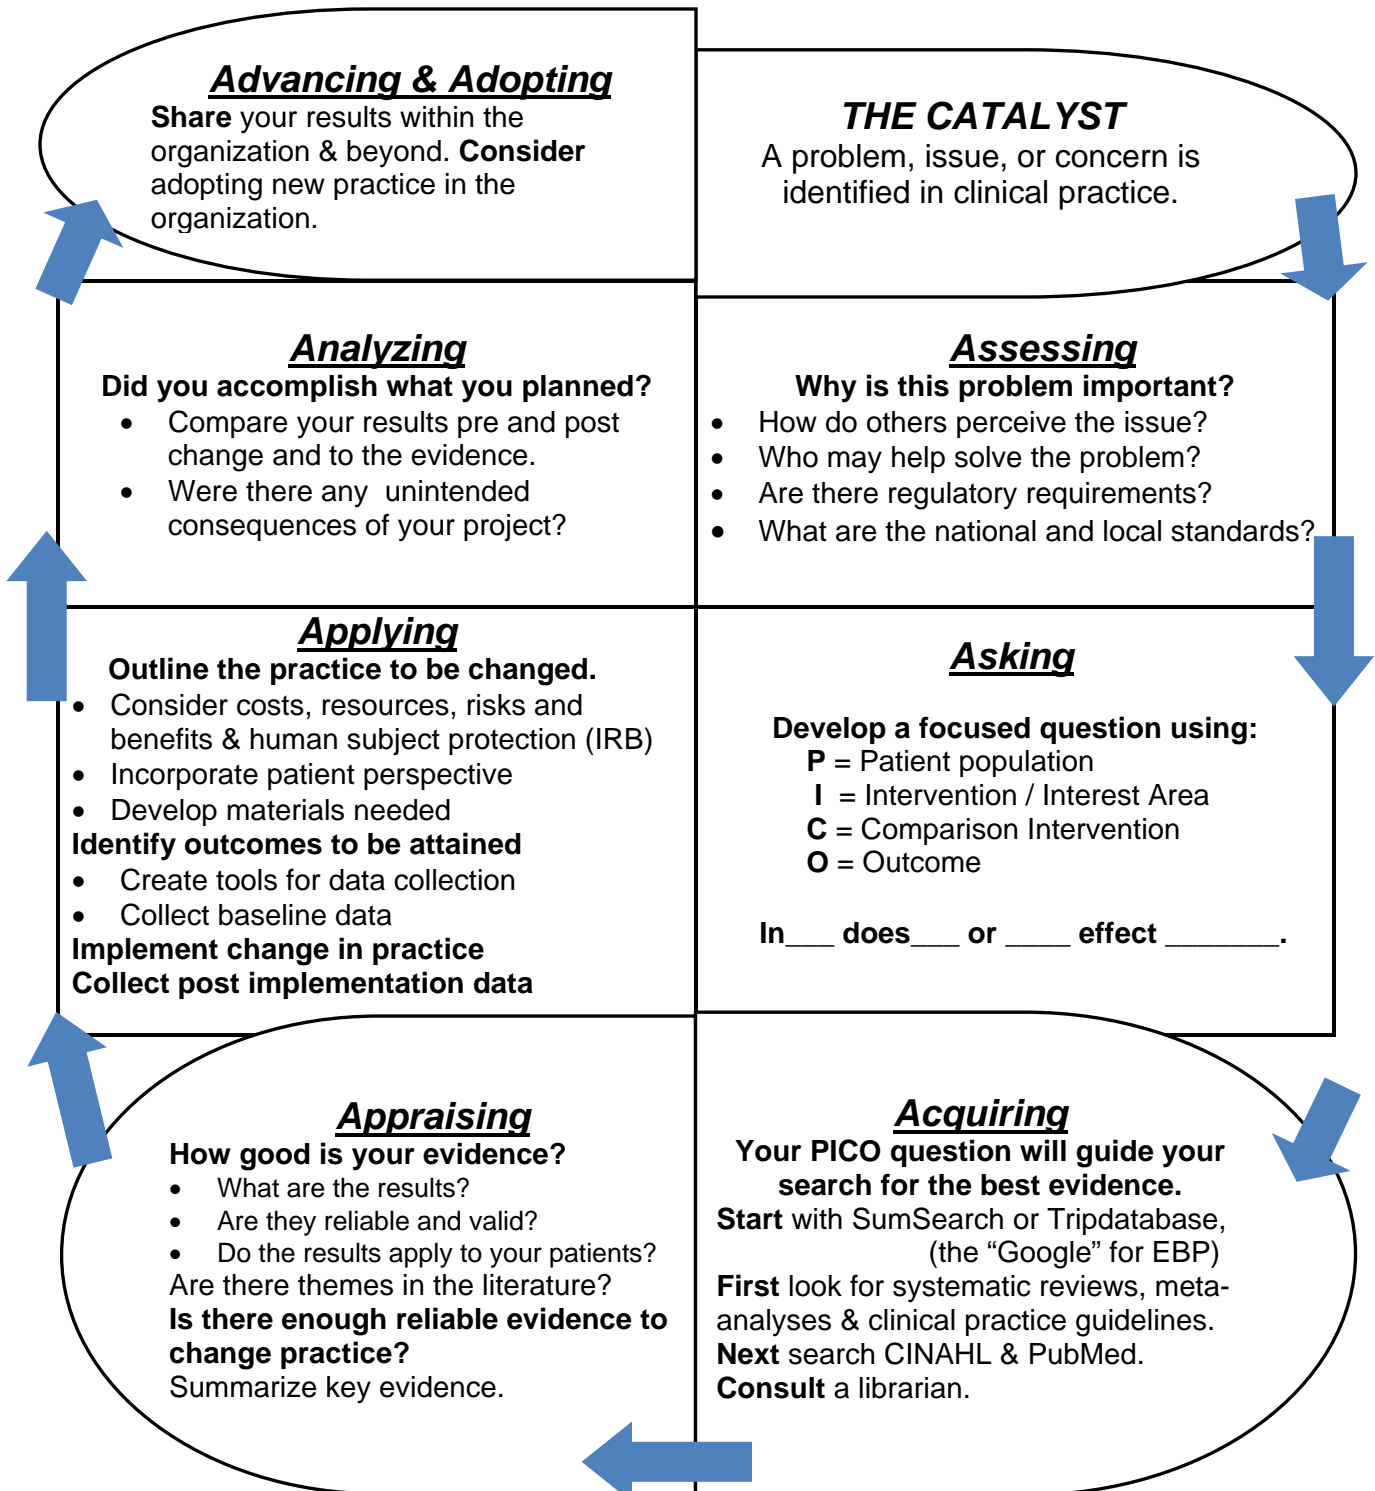 Advancing & Adopting
Share your results within the
organization & beyond. Consider
adopting new practice in the
organization.
THE CATALYST
A problem, issue, or concern is
identified in clinical practice.
Analyzing
Did you accomplish what you planned?
• Compare your results pre and post
change and to the evidence.
• Were there any unintended
consequences of your project?
Assessing
Why is this problem important?
• How do others perceive the issue?
• Who may help solve the problem?
• Are there regulatory requirements?
• What are the national and local standards?
Applying
Outline the practice to be changed.
• Consider costs, resources, risks and
benefits & human subject protection (IRB)
• Incorporate patient perspective
• Develop materials needed
Identify outcomes to be attained
• Create tools for data collection
• Collect baseline data
Implement change in practice
Collect post implementation data
Asking
Develop a focused question using:
P = Patient population
I = Intervention / Interest Area
C = Comparison Intervention
O = Outcome
In___ does___ or ____ effect _______.
Appraising
How good is your evidence?
• What are the results?
• Are they reliable and valid?
• Do the results apply to your patients?
Are there themes in the literature?
Is there enough reliable evidence to
change practice?
Summarize key evidence.
Acquiring
Your PICO question will guide your
search for the best evidence.
Start with SumSearch or Tripdatabase,
(the “Google” for EBP)
First look for systematic reviews, meta-
analyses & clinical practice guidelines.
Next search CINAHL & PubMed.
Consult a librarian.